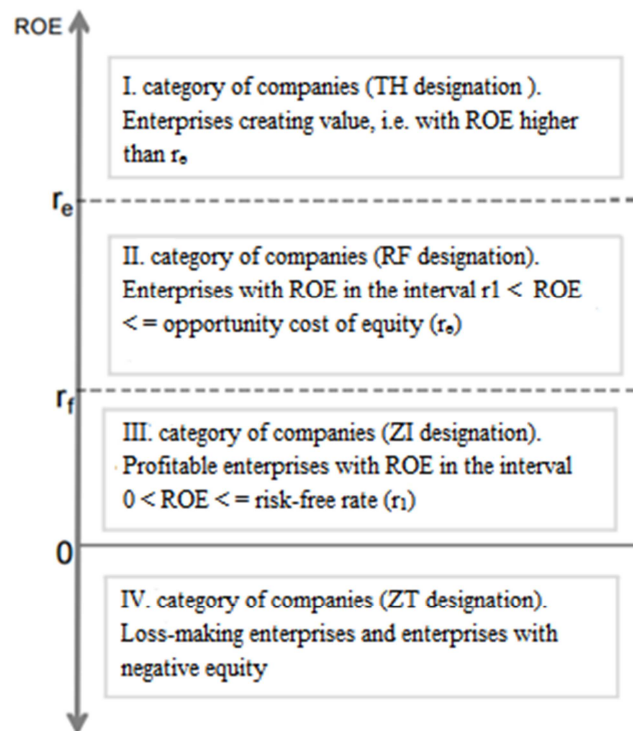 ROE
I. category of companies (TH designation ).
Enterprises creating value, i.e. with ROE higher
than rₑ
rₑ
II. category of companies (RF designation).
Enterprises with ROE in the interval r1 < ROE
< = opportunity cost of equity (rₑ)
r_f
III. category of companies (ZI designation).
Profitable enterprises with ROE in the interval
0 < ROE < = risk-free rate (r₁)
0
IV. category of companies (ZT designation).
Loss-making enterprises and enterprises with
negative equity